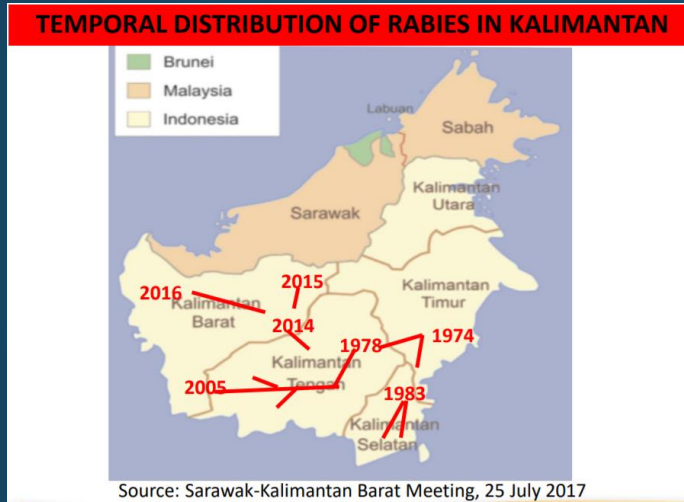 TEMPORAL DISTRIBUTION OF RABIES IN KALIMANTAN
Brunei
Malaysia
Indonesia
Labuan
Sabah
Kalimantan
Utara
Sarawak
2015
2016
Kalimantan
Barat
Kalimantan
Timur
2014
1978
1974
Kalimantan
Tengah
2005
1983
Kalimantan
Selatan
Source: Sarawak-Kalimantan Barat Meeting, 25 July 2017